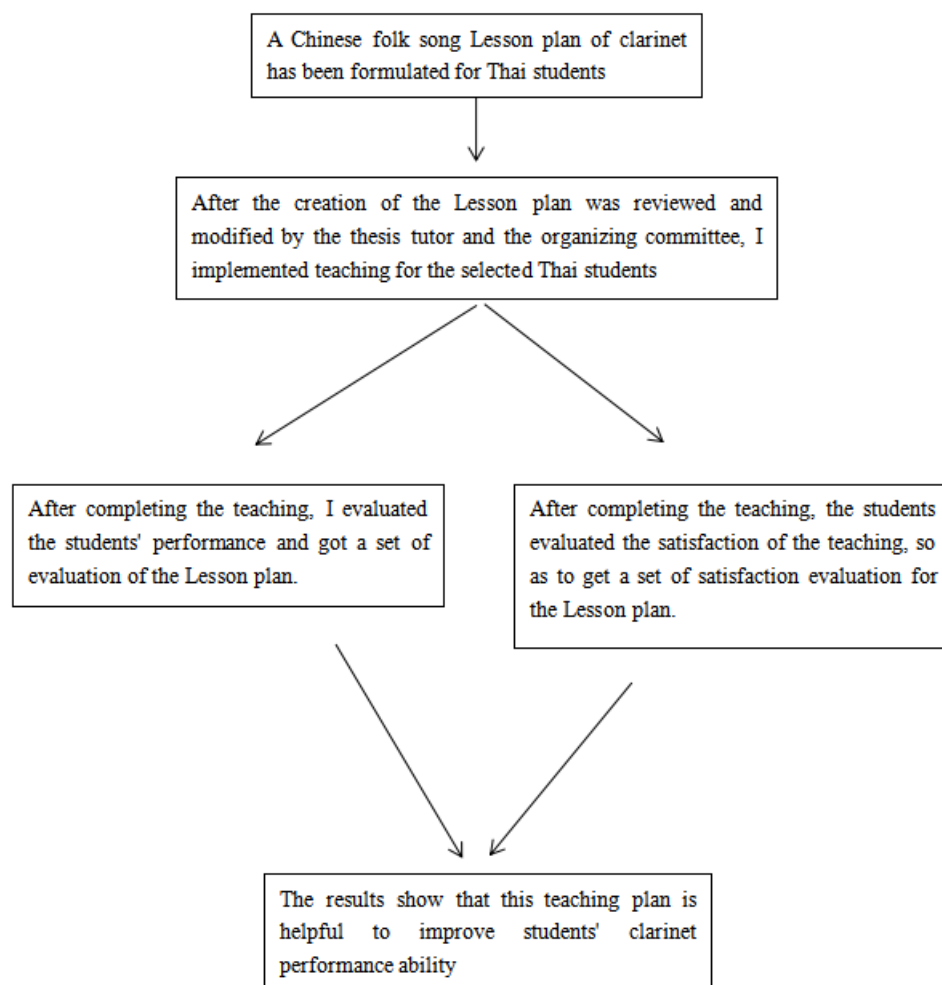 A Chinese folk song Lesson plan of clarinet
has been formulated for Thai students
After the creation of the Lesson plan was reviewed and
modified by the thesis tutor and the organizing committee, I
implemented teaching for the selected Thai students
After completing the teaching, I evaluated
the students' performance and got a set of
evaluation of the Lesson plan.
After completing the teaching, the students
evaluated the satisfaction of the teaching, so
as to get a set of satisfaction evaluation for
the Lesson plan.
The results show that this teaching plan is
helpful to improve students' clarinet
performance ability